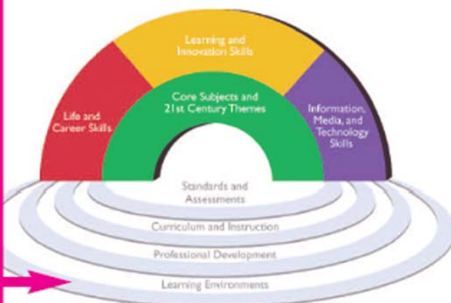 Learning and
Innovation Skills
Core Subjects and
21st Century Themes
Life and
Career Skills
Information,
Media, and
Technology
Skills
Standards and
Assessments
Curriculum and Instruction
Professional Development
Learning Environments